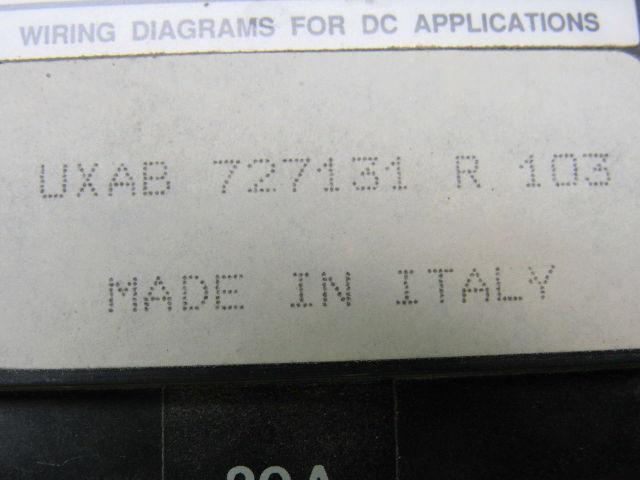 WIRING DIAGRAMS FOR DC APPLICATIONS
UXAB 727131 R 103
MADE IN ITALY